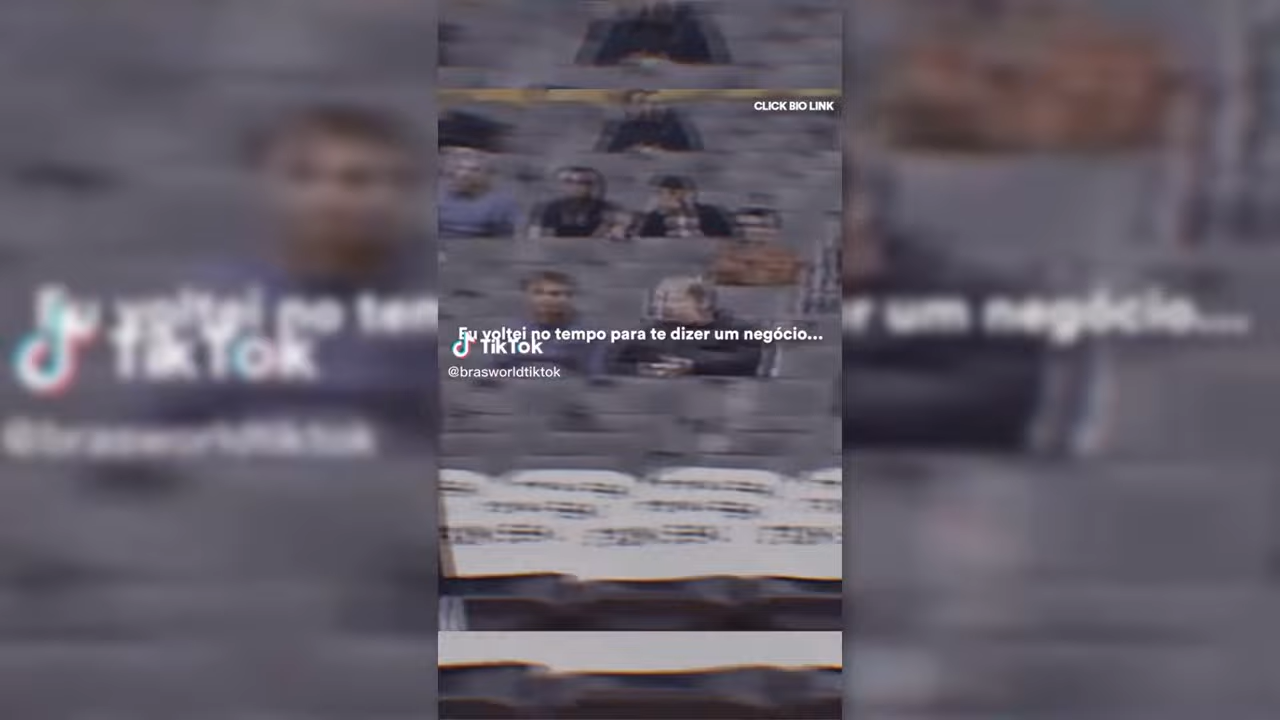 CLICK BIO LINK
Eu voltei no tempo para te dizer um negócio...
TikTok
@brasworldtiktok